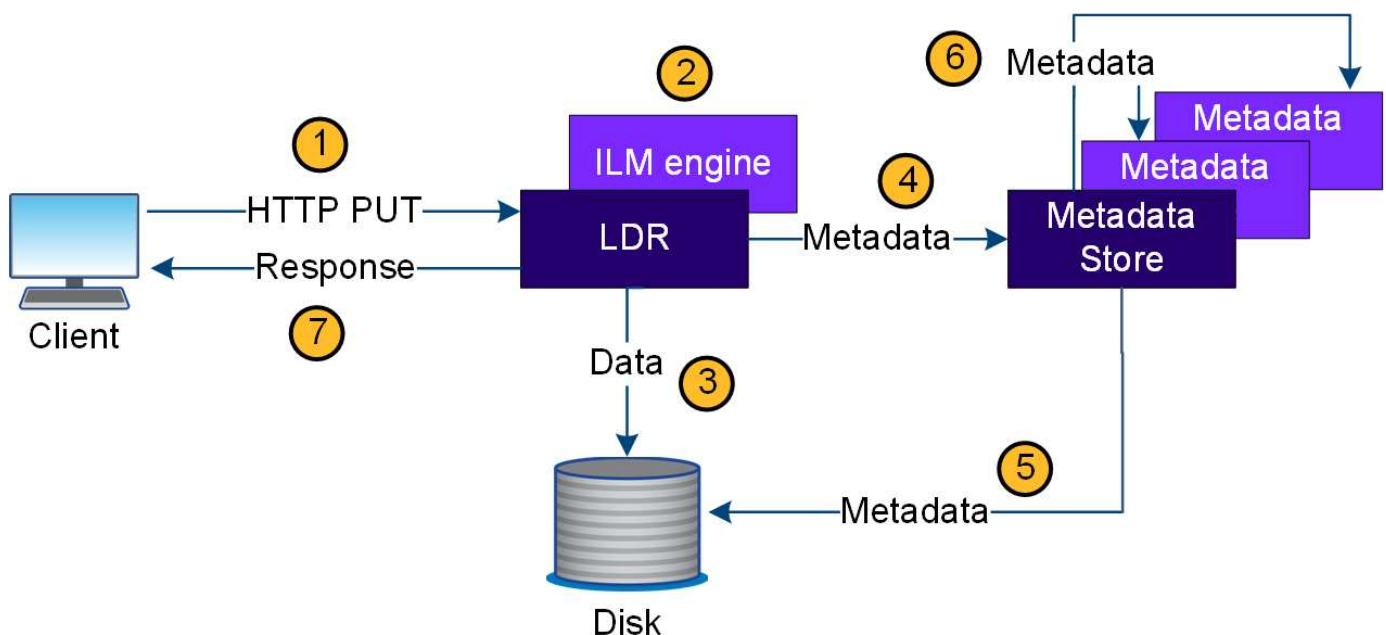 6
Metadata
2
Metadata
1
ILM engine
Metadata
4
HTTP PUT
LDR
Metadata
Metadata
Store
Response
7
Client
Data
3
5
Metadata
Disk